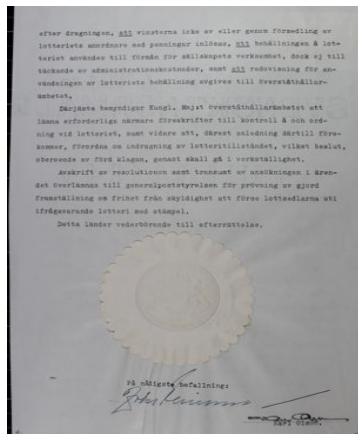 efter dragningen, att vinsterna icke av eller genom förmedling av
lotteriets anordnare med penningar inlösas, att behållningen å lot-
teriet användes till förmån för sällskapets verksamhet, dock ej till
täckande av administrationskostnader, samt att redovisning för an-
vändningen av lotteriets behållning avgives till överståthållar-
ämbetet.
Därjämte bemyndigar Kungl. Maj:t överståthållarämbetet att
lämna erforderliga närmare föreskrifter till kontroll å och ord-
ning vid lotteriet, samt vidare att, därest anledning därtill före-
kommer, förordna om indragning av lotteritillståndet, vilket beslut,
oberoende av förd klagan, genast skall gå i verkställighet.
Avskrift av resolutionen samt transumt av ansökningen i ären-
det överlämnas till generalpoststyrelsen för prövning av gjord
framställning om frihet från skyldighet att förse lottsedlarna uti
ifrågavarande lotteri med stämpel.
Detta länder vederbörande till efterrättelse.
På nådigste befallning:
Karl Olson.